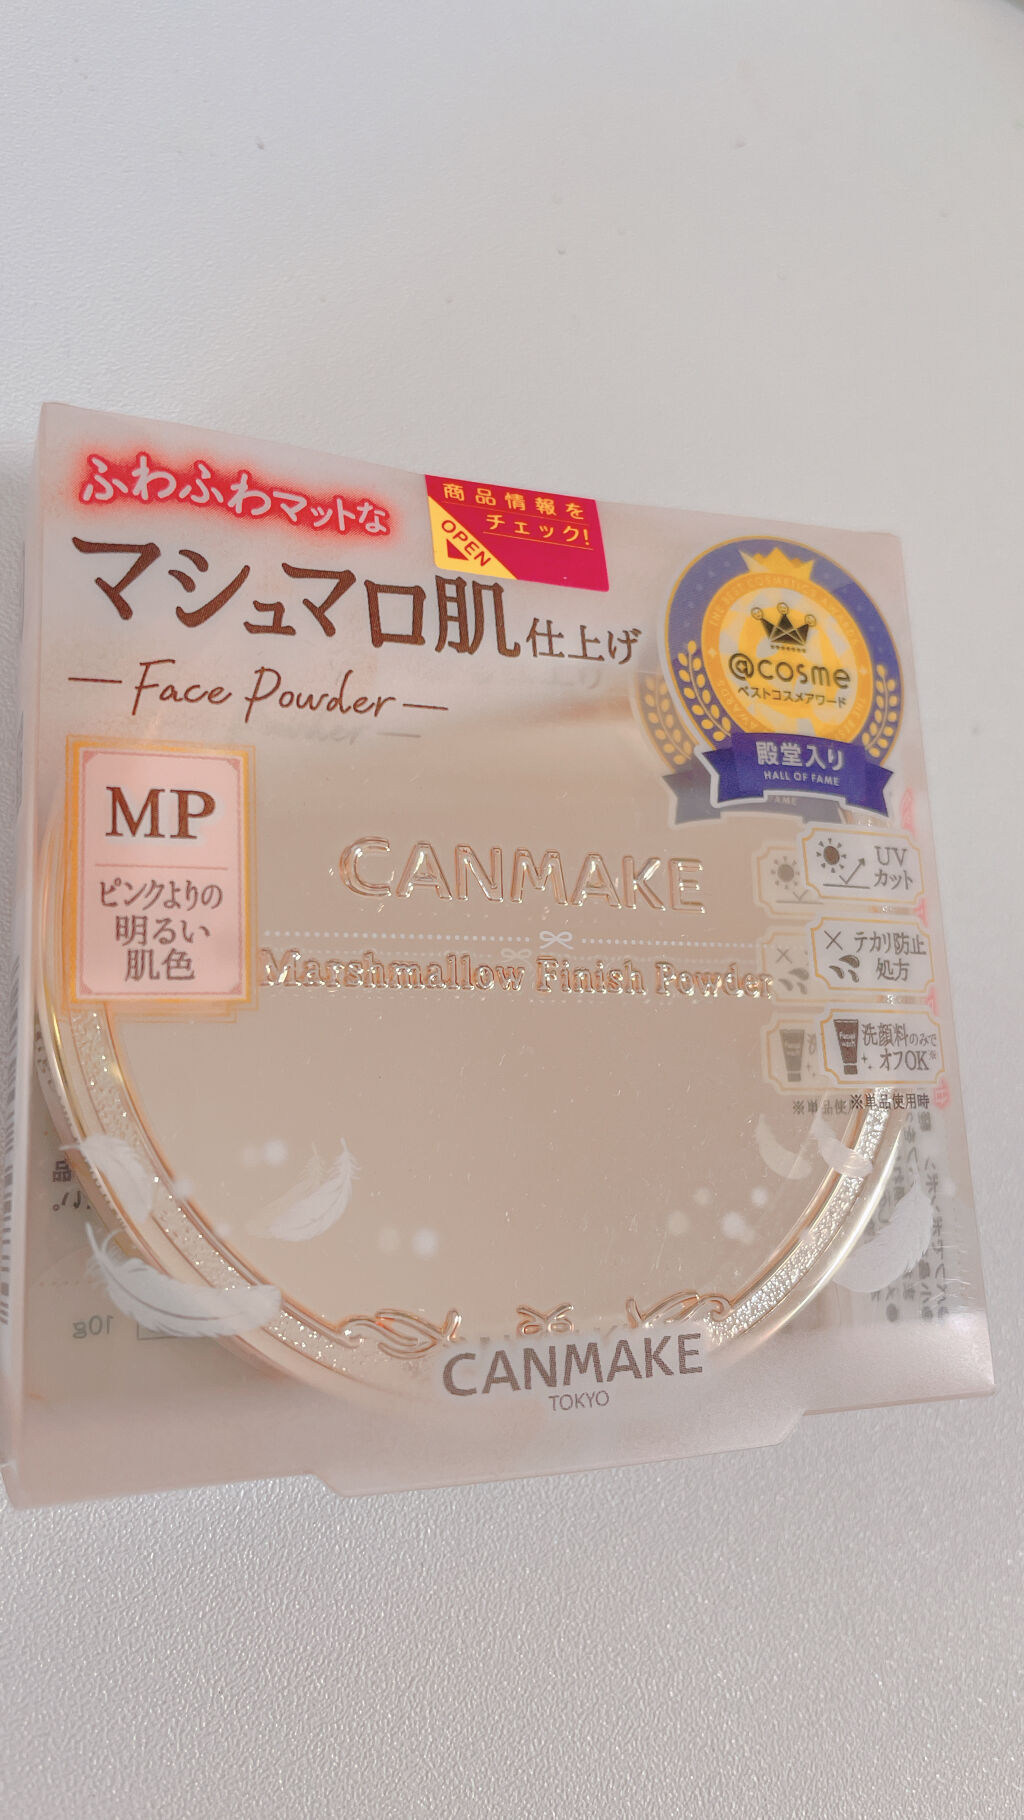 ふわふわマットな
マシュマロ肌仕上げ
Face Powder
商品情報を
チェック!
OPEN
@cosme
ベストコスメアワード
殿堂入り
HALL OF FAME
MP
ピンクよりの
明るい
肌色
CANMAKE
Marshmallow Finish Powder
UV
カット
テカリ防止
処方
洗顔料のみで
オフOK※
※単品使用時
10g
CANMAKE
TOKYO